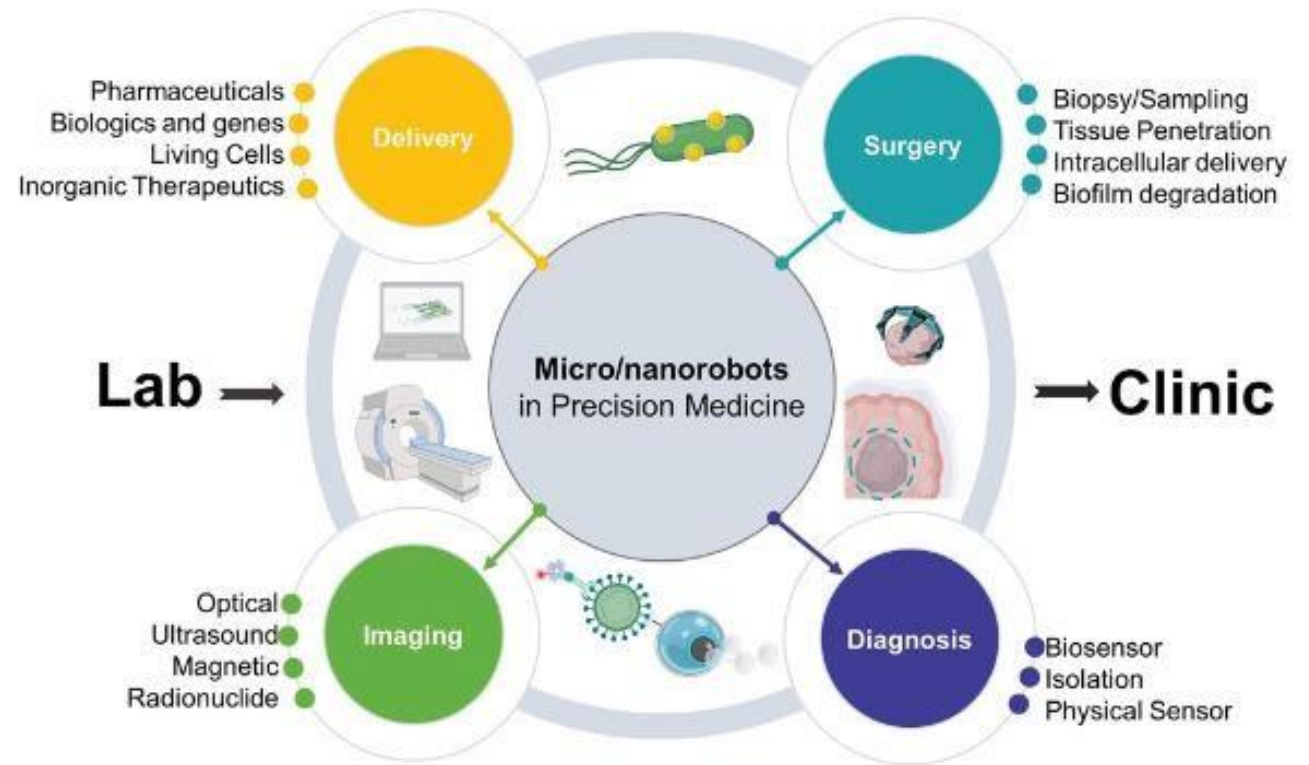 Pharmaceuticals
Biologics and genes
Living Cells
Inorganic Therapeutics
Delivery
Surgery
Biopsy/Sampling
Tissue Penetration
Intracellular delivery
Biofilm degradation
Lab
Micro/nanorobots
in Precision Medicine
Clinic
Optical
Ultrasound
Magnetic
Radionuclide
Imaging
Diagnosis
Biosensor
Isolation
Physical Sensor